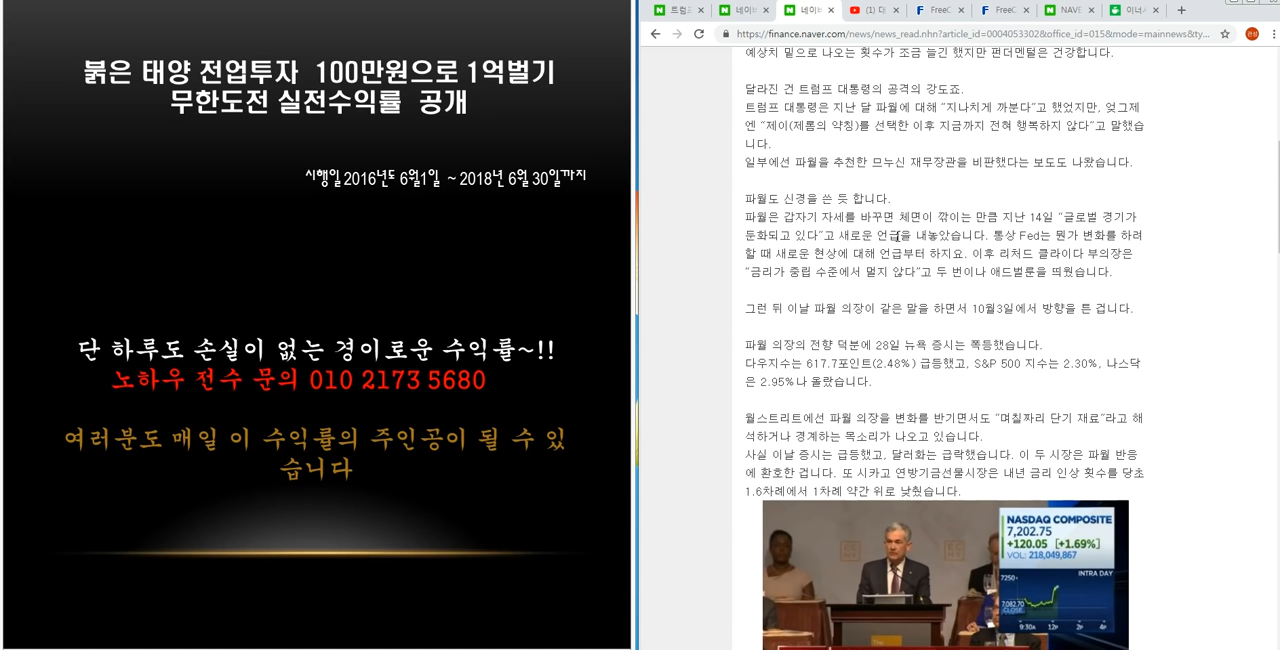 붉은 태양 전업투자 100만원으로 1억벌기
무한도전 실전수익률 공개
시행일 2016년도 6월1일 ~ 2018년 6월 30일까지
단 하루도 손실이 없는 경이로운 수익률~!!
노하우 전수 문의 010 2173 5680
여러분도 매일 이 수익률의 주인공이 될 수 있
습니다
트럼프
네이버
네이버
(1) 대
FreeC
FreeC
NAVE
이너
https://finance.naver.com/news/news_read.nhn?article_id=0004053302&office_id=015&mode=mainnews&ty...
예상치 밑으로 나오는 횟수가 조금 늘긴 했지만 펀더멘털은 건강합니다.
달라진 건 트럼프 대통령의 공격의 강도죠.
트럼프 대통령은 지난 달 파월에 대해 “지나치게 까분다”고 했었지만, 엊그제
엔 “제이(제롬의 약칭)를 선택한 이후 지금까지 전혀 행복하지 않다”고 말했습
니다.
일부에선 파월을 추천한 므누신 재무장관을 비판했다는 보도도 나왔습니다.
파월도 신경을 쓴 듯 합니다.
파월은 갑자기 자세를 바꾸면 체면이 깎이는 만큼 지난 14일 “글로벌 경기가
둔화되고 있다”고 새로운 언급을 내놓았습니다. 통상 Fed는 뭔가 변화를 하려
할 때 새로운 현상에 대해 언급부터 하지요. 이후 리처드 클라이다 부의장은
“금리가 중립 수준에서 멀지 않다”고 두 번이나 애드벌룬을 띄웠습니다.
그런 뒤 이날 파월 의장이 같은 말을 하면서 10월3일에서 방향을 튼 겁니다.
파월 의장의 전향 덕분에 28일 뉴욕 증시는 폭등했습니다.
다우지수는 617.7포인트(2.48%) 급등했고, S&P 500 지수는 2.30%, 나스닥
은 2.95%나 올랐습니다.
월스트리트에선 파월 의장을 변화를 반기면서도 “며칠짜리 단기 재료”라고 해
석하거나 경계하는 목소리가 나오고 있습니다.
사실 이날 증시는 급등했고, 달러화는 급락했습니다. 이 두 시장은 파월 반응
에 환호한 겁니다. 또 시카고 연방기금선물시장은 내년 금리 인상 횟수를 당초
1.6차례에서 1차례 약간 위로 낮췄습니다.
NASDAQ COMPOSITE
7,202.75
+120.05 [+1.69%]
VOL: 218,049,867
INTRA DAY
7250
7,082.70
CLOSE
9:30A 12P 2P 4P
The